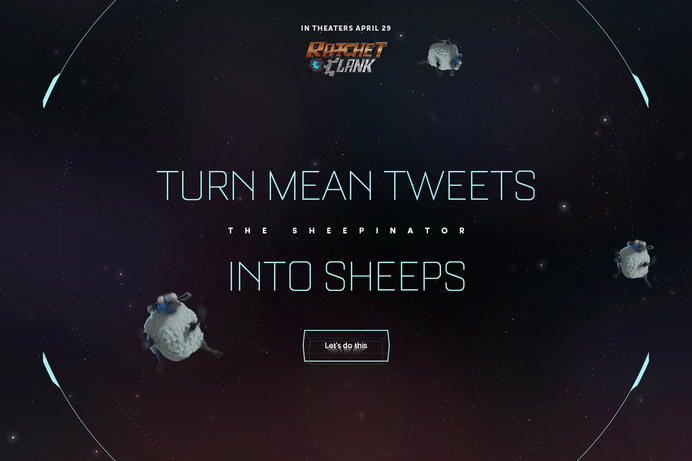 IN THEATERS APRIL 29
RATCHET
CLANK
TURN MEAN TWEETS
THE SHEEPINATOR
INTO SHEEPS
Let's do this